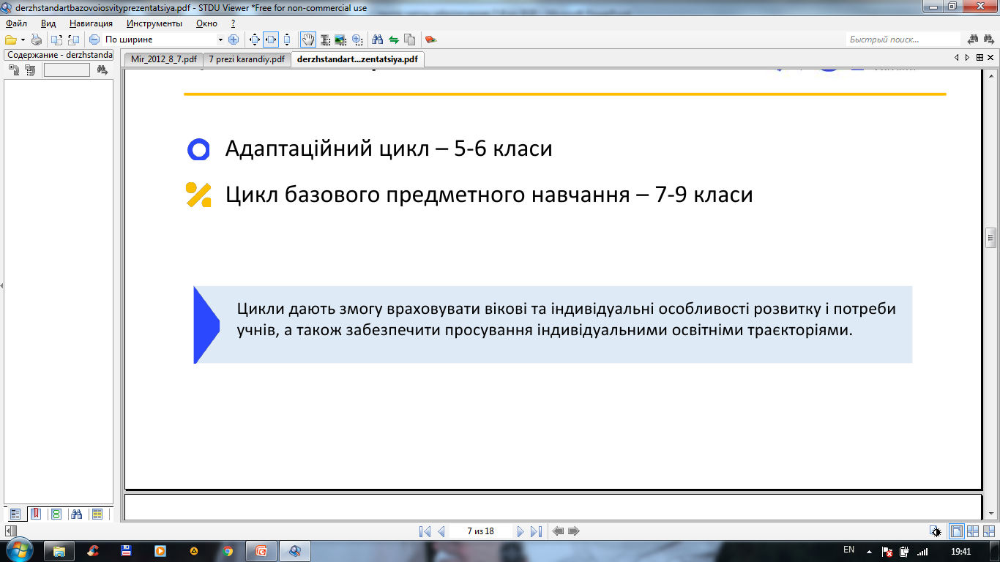 derzhstandartbazovoiosvityprezentatsiya.pdf - STDU Viewer *Free for non-commercial use
Файл Вид Навигация Инструменты Окно ?
По ширине
Быстрый поиск...
Содержание - derzhstanda
Mir_2012_8_7.pdf 7 prezi karandiy.pdf derzhstandart...zentatsiya.pdf
Адаптаційний цикл – 5-6 класи
Цикл базового предметного навчання – 7-9 класи
Цикли дають змогу враховувати вікові та індивідуальні особливості розвитку і потреби
учнів, а також забезпечити просування індивідуальними освітніми траєкторіями.
7 из 18
EN
19:41